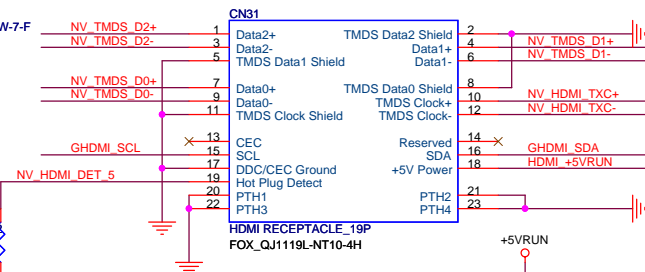 CN31
W-7-F
NV_TMDS_D2+ 1 Data2+ TMDS Data2 Shield 2
NV_TMDS_D2- 3 Data2- Data1+ 4 NV_TMDS_D1+
5 TMDS Data1 Shield Data1- 6 NV_TMDS_D1-
NV_TMDS_D0+ 7 Data0+ TMDS Data0 Shield 8
NV_TMDS_D0- 9 Data0- TMDS Clock+ 10 NV_HDMI_TXC+
11 TMDS Clock Shield TMDS Clock- 12 NV_HDMI_TXC-
13 CEC Reserved 14
GHDMI_SCL 15 SCL SDA 16 GHDMI_SDA
17 DDC/CEC Ground +5V Power 18 HDMI_+5VRUN
NV_HDMI_DET_5 19 Hot Plug Detect
20 PTH1 PTH2 21
22 PTH3 PTH4 23
HDMI RECEPTACLE_19P
FOX_QJ1119L-NT10-4H
+5VRUN